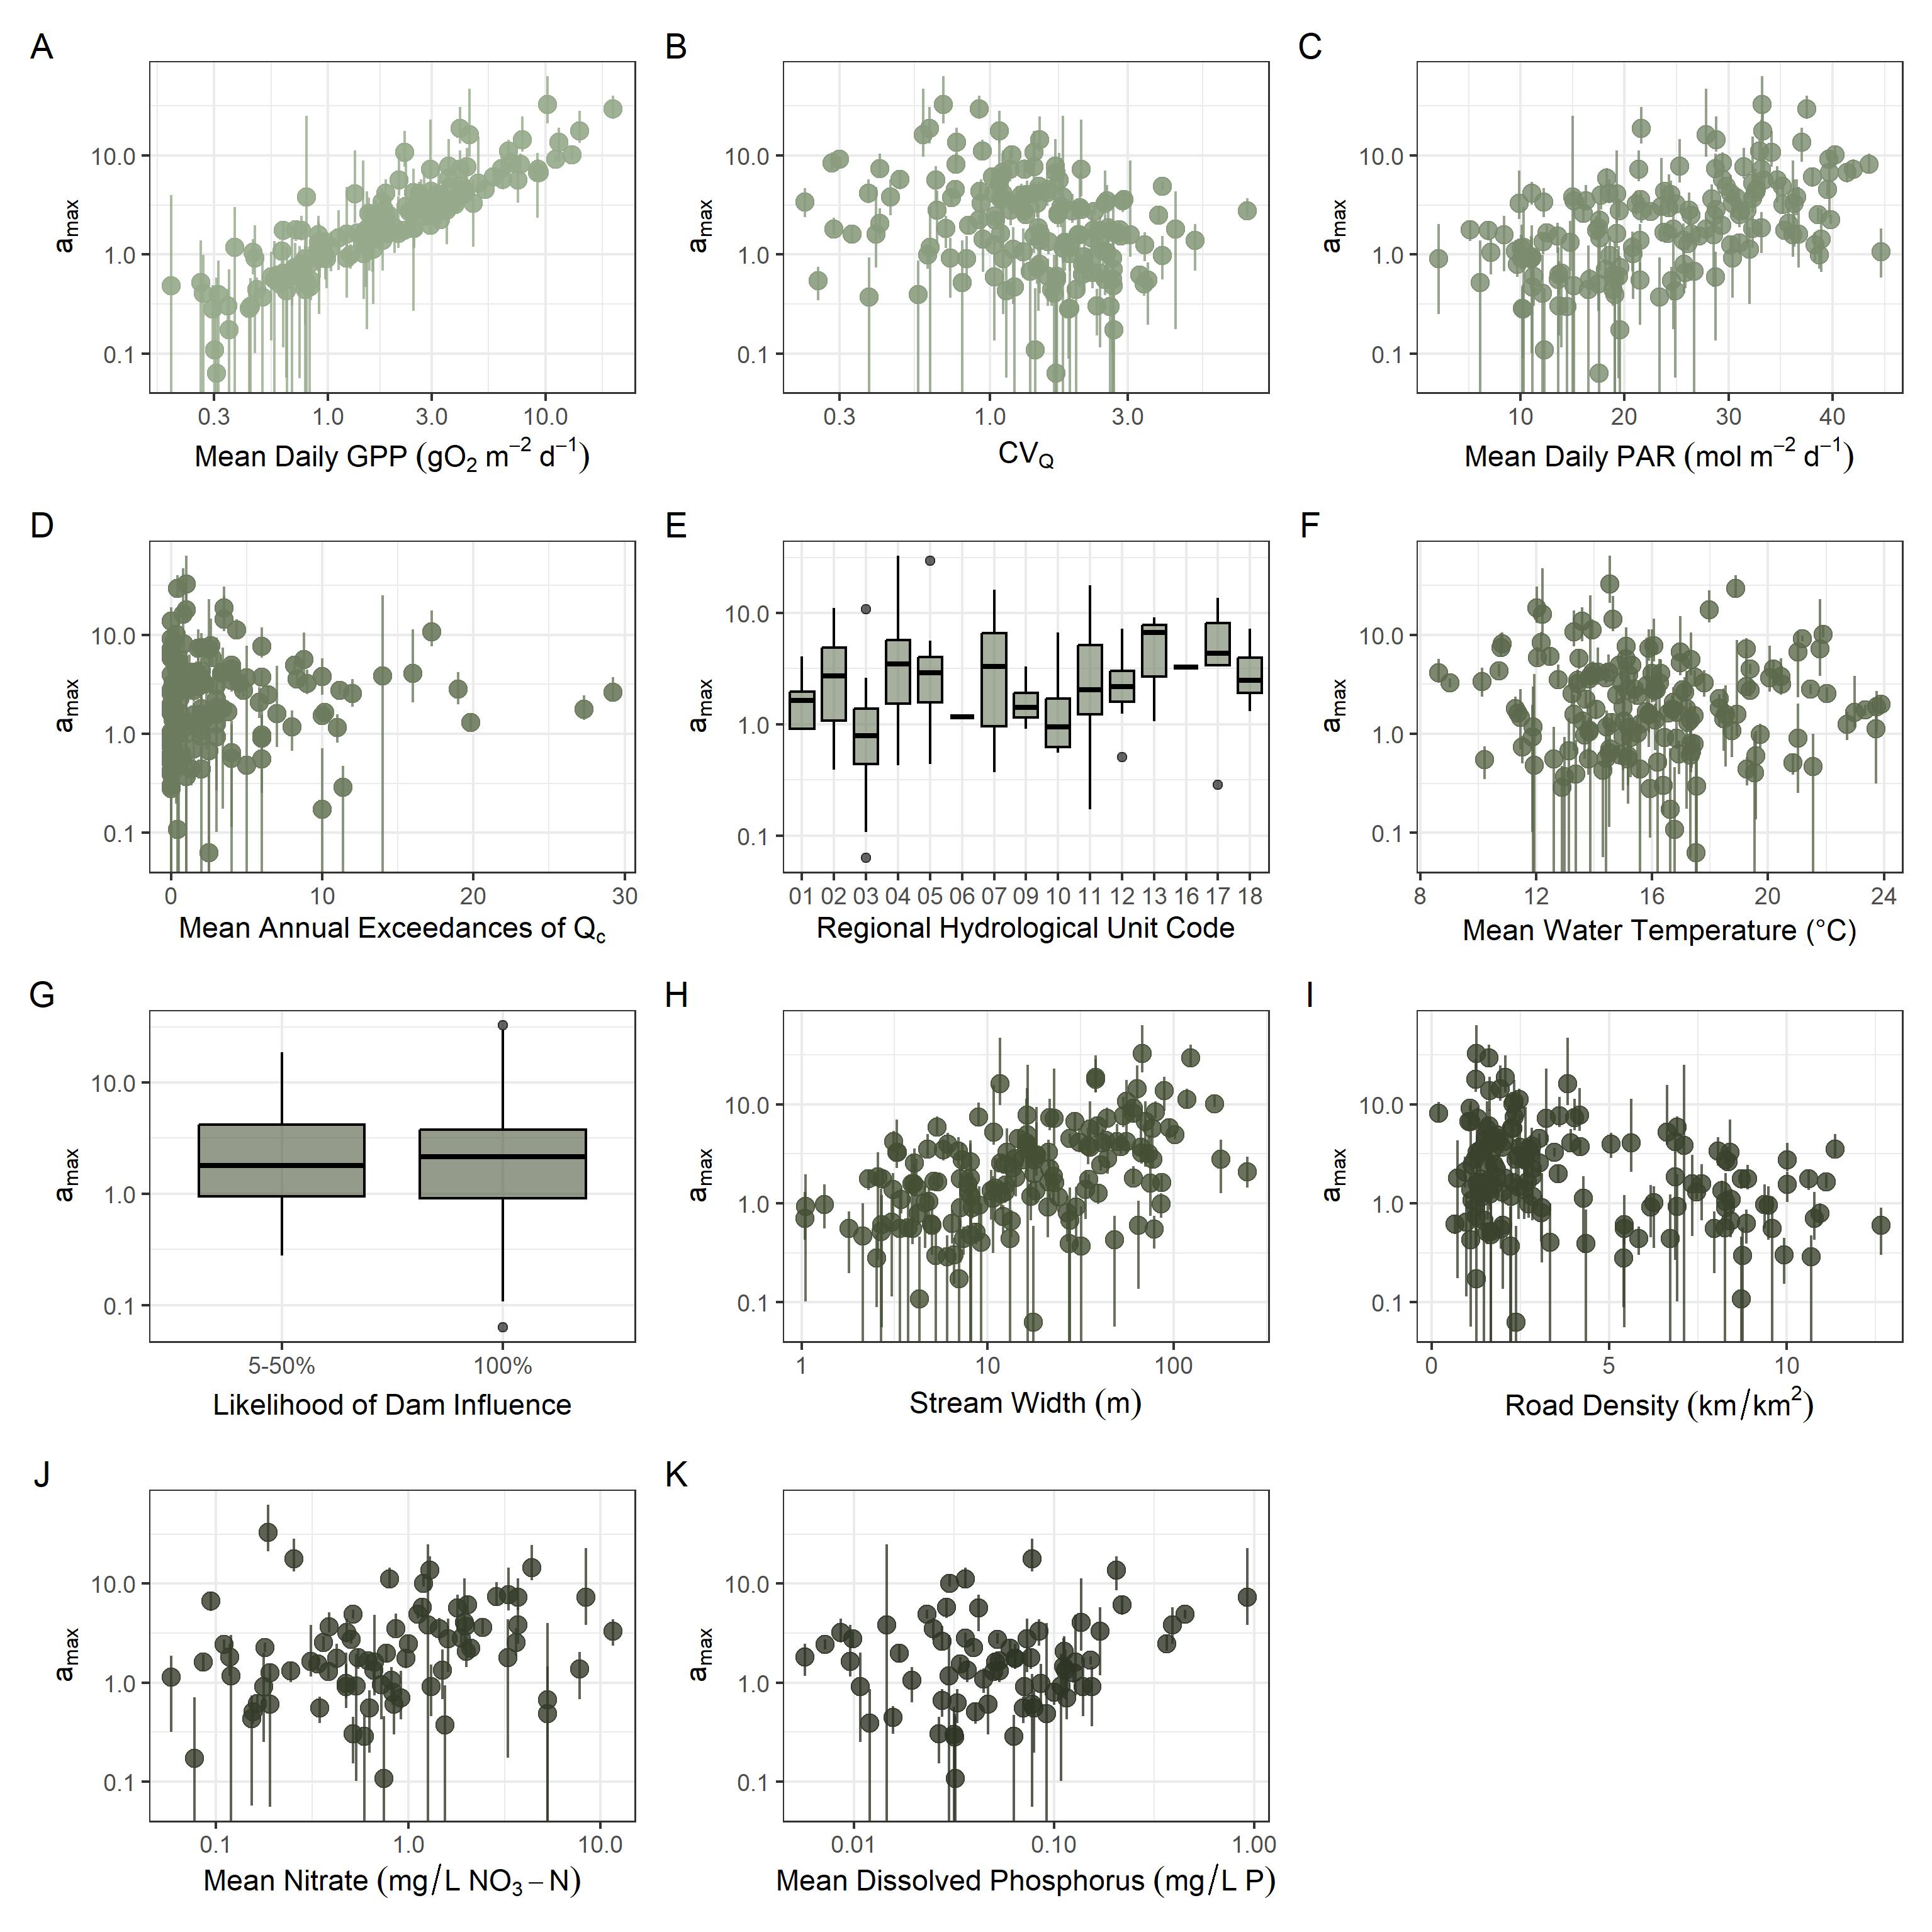 A
B
C
a_max
10.0
1.0
0.1
0.3 1.0 3.0 10.0
Mean Daily GPP (gO₂ m⁻² d⁻¹)
a_max
10.0
1.0
0.1
0.3 1.0 3.0
CV_Q
a_max
10.0
1.0
0.1
10 20 30 40
Mean Daily PAR (mol m⁻² d⁻¹)
D
E
F
a_max
10.0
1.0
0.1
0 10 20 30
Mean Annual Exceedances of Q_c
a_max
10.0
1.0
0.1
01 02 03 04 05 06 07 09 10 11 12 13 16 17 18
Regional Hydrological Unit Code
a_max
10.0
1.0
0.1
8 12 16 20 24
Mean Water Temperature (°C)
G
H
I
a_max
10.0
1.0
0.1
5-50% 100%
Likelihood of Dam Influence
a_max
10.0
1.0
0.1
1 10 100
Stream Width (m)
a_max
10.0
1.0
0.1
0 5 10
Road Density (km/km²)
J
K
a_max
10.0
1.0
0.1
0.1 1.0 10.0
Mean Nitrate (mg/L NO₃−N)
a_max
10.0
1.0
0.1
0.01 0.10 1.00
Mean Dissolved Phosphorus (mg/L P)